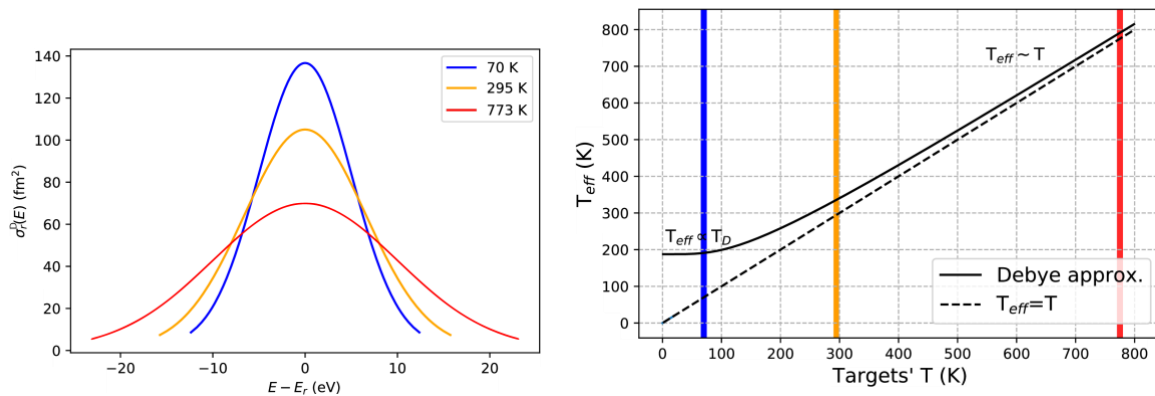 140
120
100
80
60
40
20
0
σᵣᴰ(E) (fm²)
70 K
295 K
773 K
−20 −10 0 10 20
E − Eᵣ (eV)
800
700
600
500
400
300
200
100
0
T_eff (K)
T_eff ~ T
T_eff ∝ T_D
Debye approx.
T_eff=T
0 100 200 300 400 500 600 700 800
Targets' T (K)